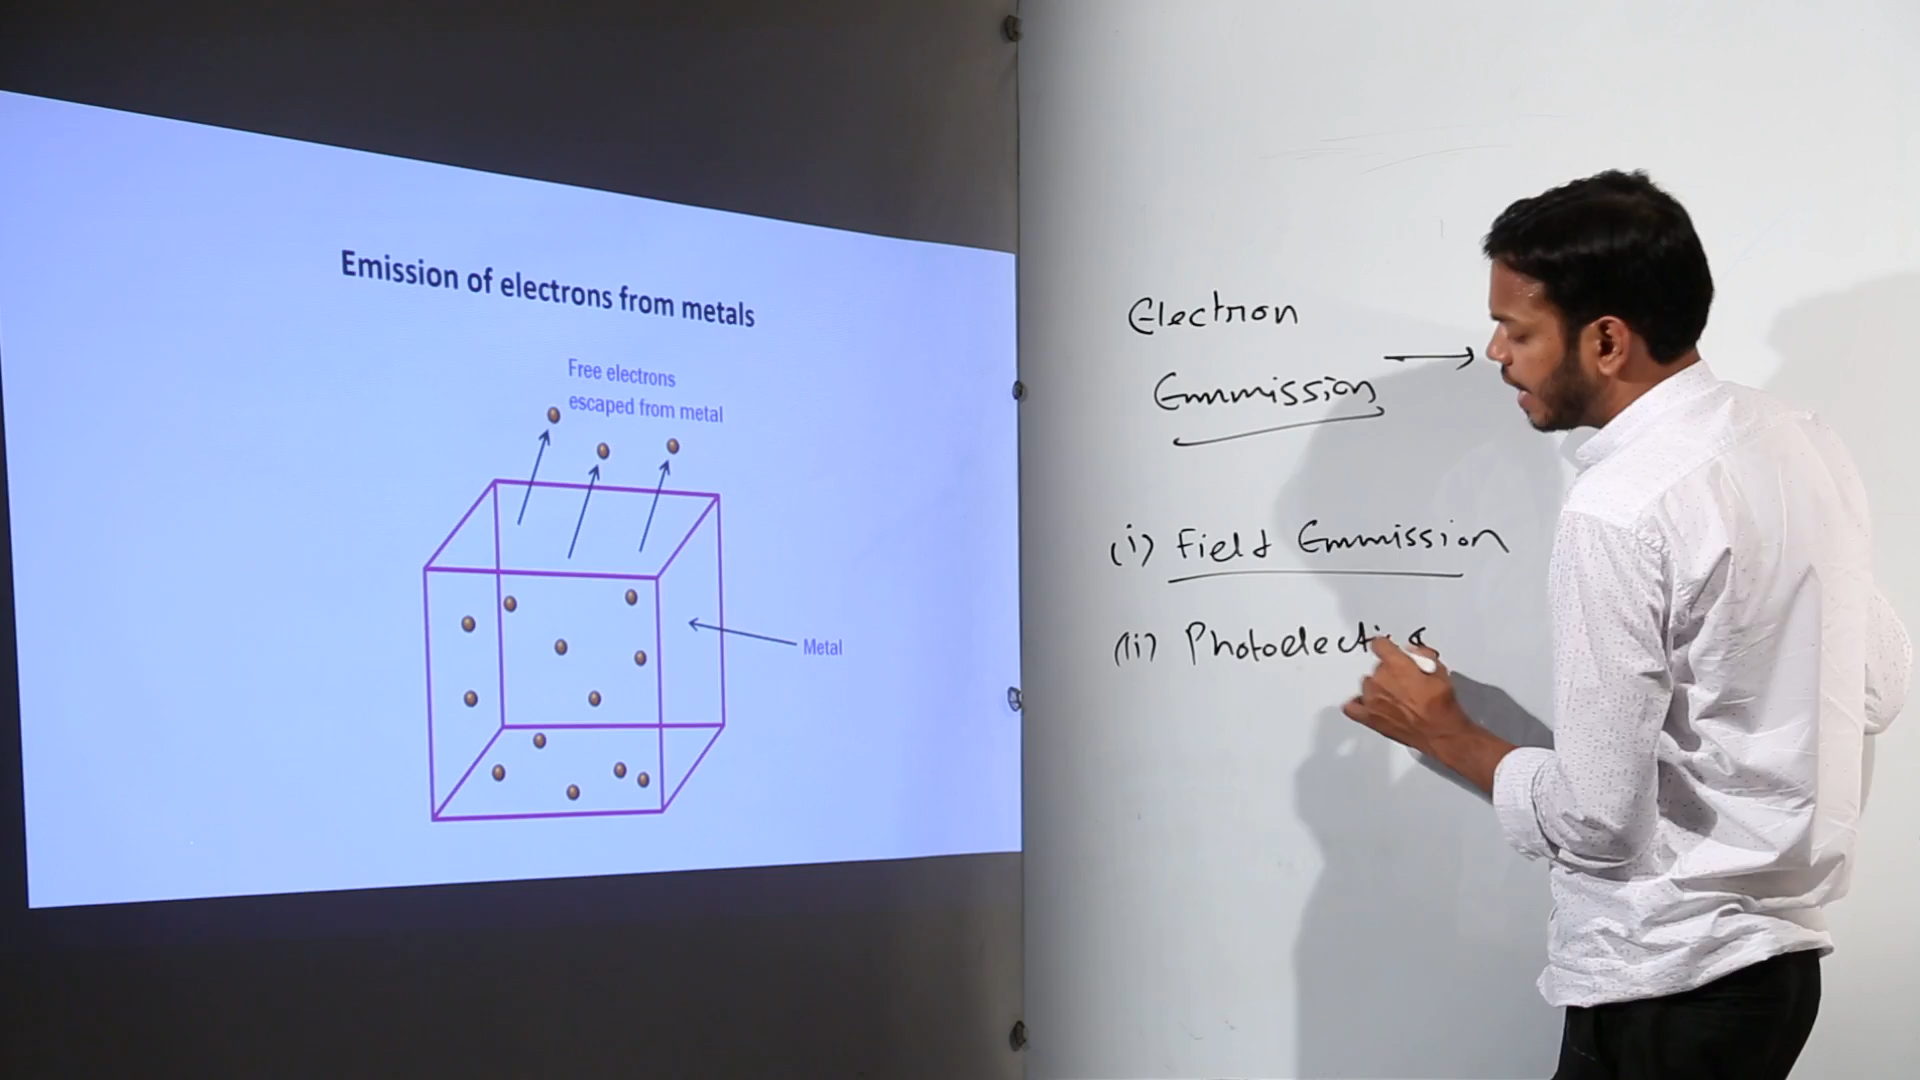 Emission of electrons from metals
Free electrons
escaped from metal
Metal
Electron
Emmission
(i) Field Emmission
(ii) Photoelectric